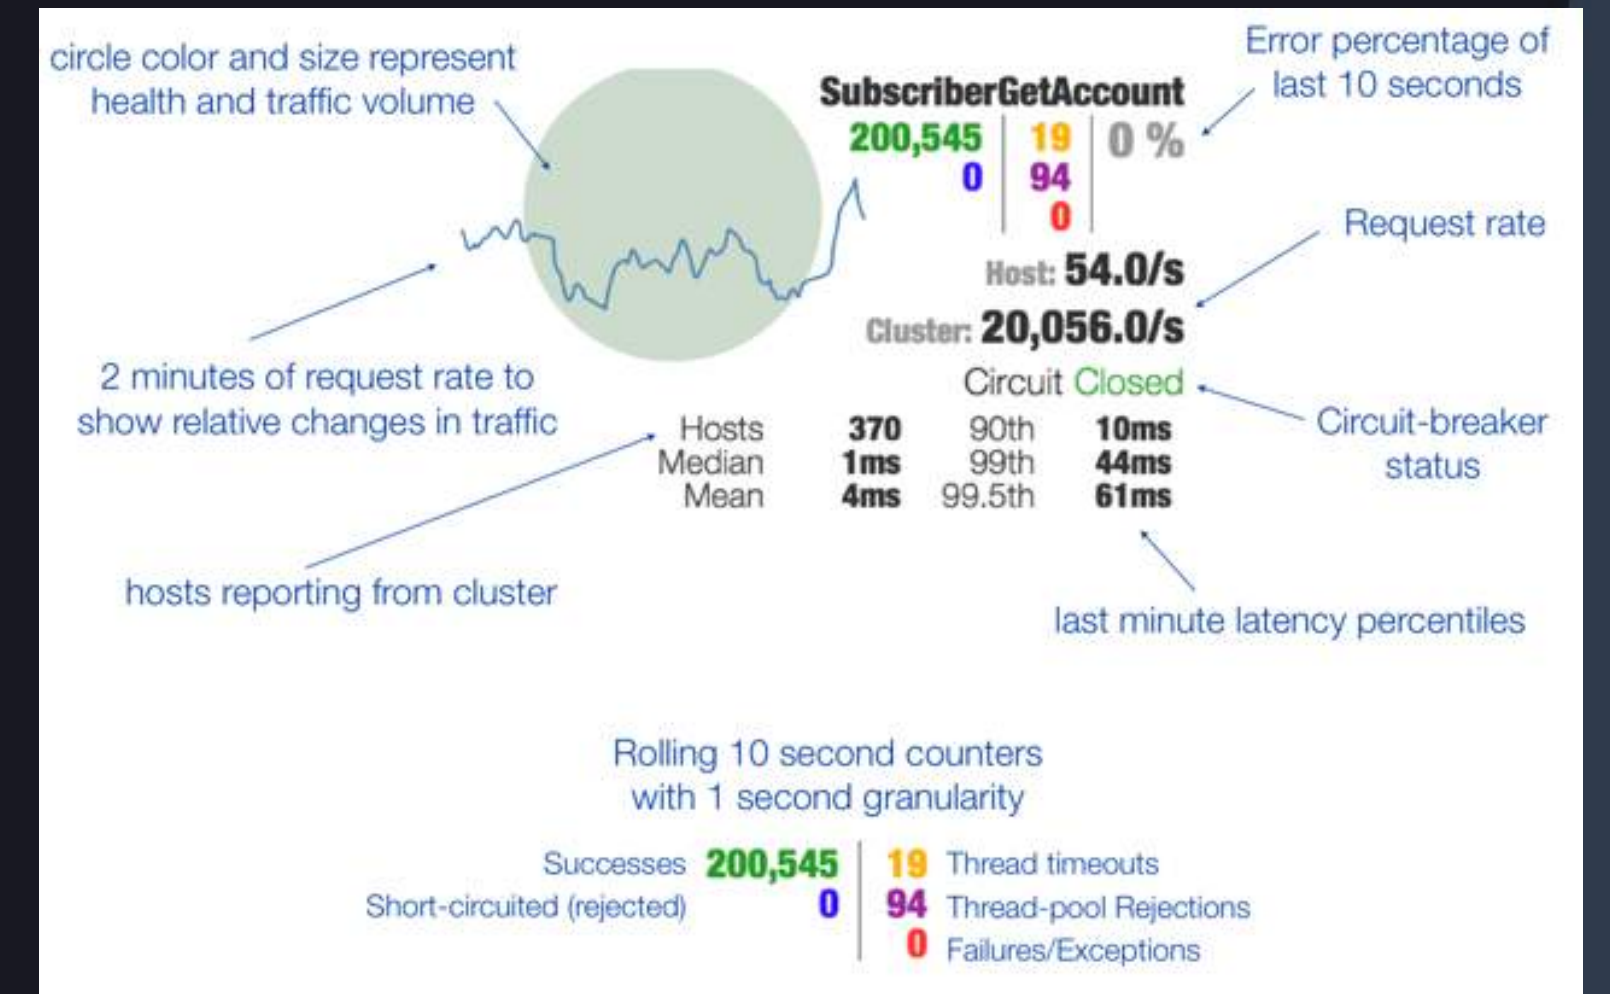 circle color and size represent
health and traffic volume
Error percentage of
last 10 seconds
SubscriberGetAccount
200,545 19 0 %
0 94
0
Request rate
Host: 54.0/s
Cluster: 20,056.0/s
2 minutes of request rate to
show relative changes in traffic
Circuit Closed
Circuit-breaker
status
Hosts 370 90th 10ms
Median 1ms 99th 44ms
Mean 4ms 99.5th 61ms
hosts reporting from cluster
last minute latency percentiles
Rolling 10 second counters
with 1 second granularity
Successes 200,545 19 Thread timeouts
Short-circuited (rejected) 0 94 Thread-pool Rejections
0 Failures/Exceptions